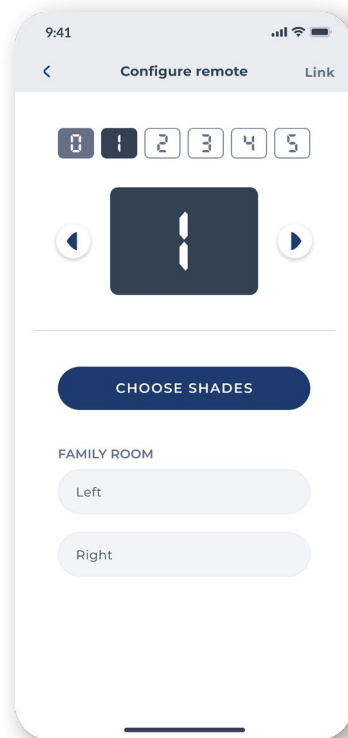 9:41
Configure remote Link
0 1 2 3 4 5
1
CHOOSE SHADES
FAMILY ROOM
Left
Right